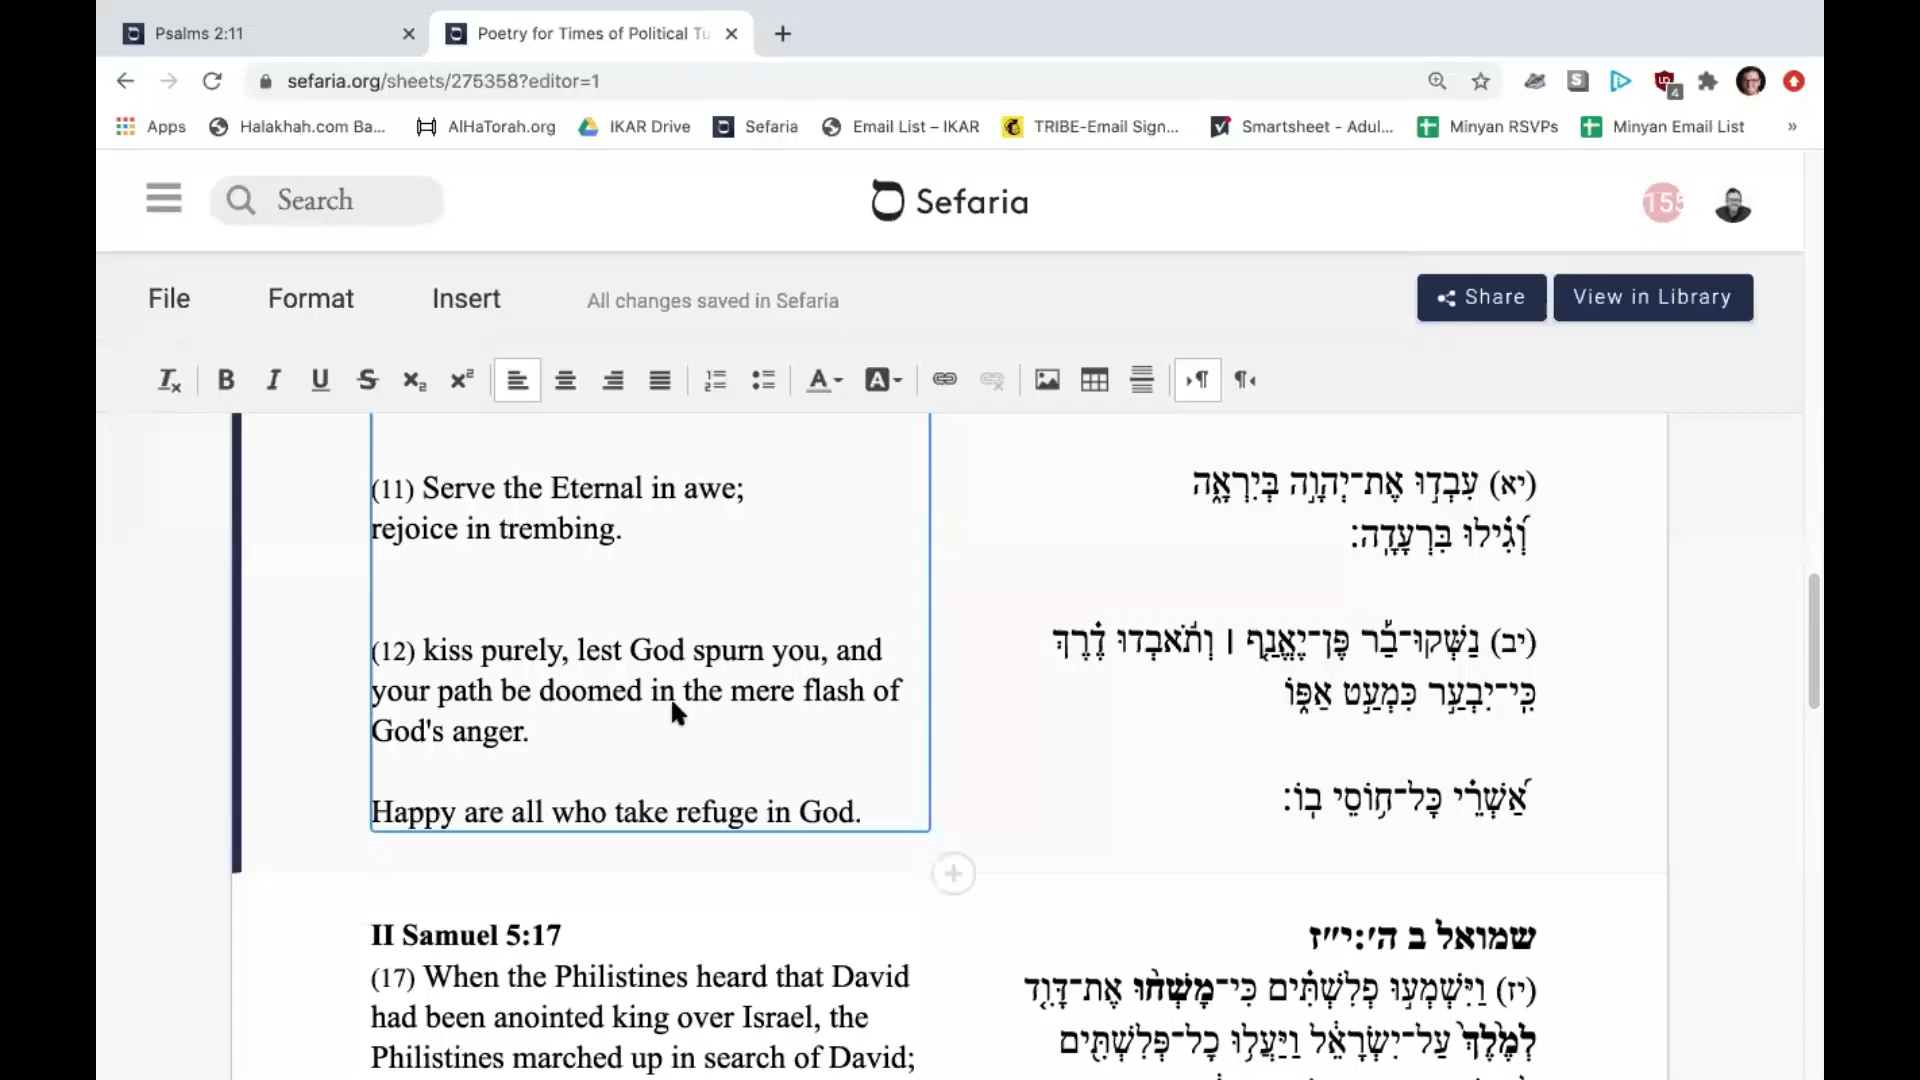 Psalms 2:11
Poetry for Times of Political Tu
sefaria.org/sheets/275358?editor=1
4
Apps
Halakhah.com Ba...
AlHaTorah.org
IKAR Drive
Sefaria
Email List – IKAR
TRIBE-Email Sign...
Smartsheet - Adul...
Minyan RSVPs
Minyan Email List
»
Search
Sefaria
155
File
Format
Insert
All changes saved in Sefaria
Share
View in Library
(11) Serve the Eternal in awe;
rejoice in trembing.
(12) kiss purely, lest God spurn you, and
your path be doomed in the mere flash of
God's anger.
Happy are all who take refuge in God.
(יא) עִבְד֣וּ אֶת־יְהוָ֣ה בְּיִרְאָ֑ה
וְ֝גִ֗ילוּ בִּרְעָדָֽה׃
(יב) נַשְּׁקוּ־בַ֡ר פֶּן־יֶאֱנַ֤ף ׀ וְתֹ֬אבְדוּ דֶ֗רֶךְ
כִּֽי־יִבְעַ֣ר כִּמְעַ֣ט אַפּ֑וֹ
אַ֝שְׁרֵ֗י כָּל־ח֥וֹסֵי בֽוֹ׃
II Samuel 5:17
(17) When the Philistines heard that David
had been anointed king over Israel, the
Philistines marched up in search of David;
שמואל ב ה׳:י״ז
(יז) וַיִּשְׁמְע֣וּ פְלִשְׁתִּ֗ים כִּי־מָשְׁח֨וּ אֶת־דָּוִ֤ד
לְמֶ֙לֶךְ֙ עַל־יִשְׂרָאֵ֔ל וַיַּעֲל֥וּ כָל־פְּלִשְׁתִּ֖ים